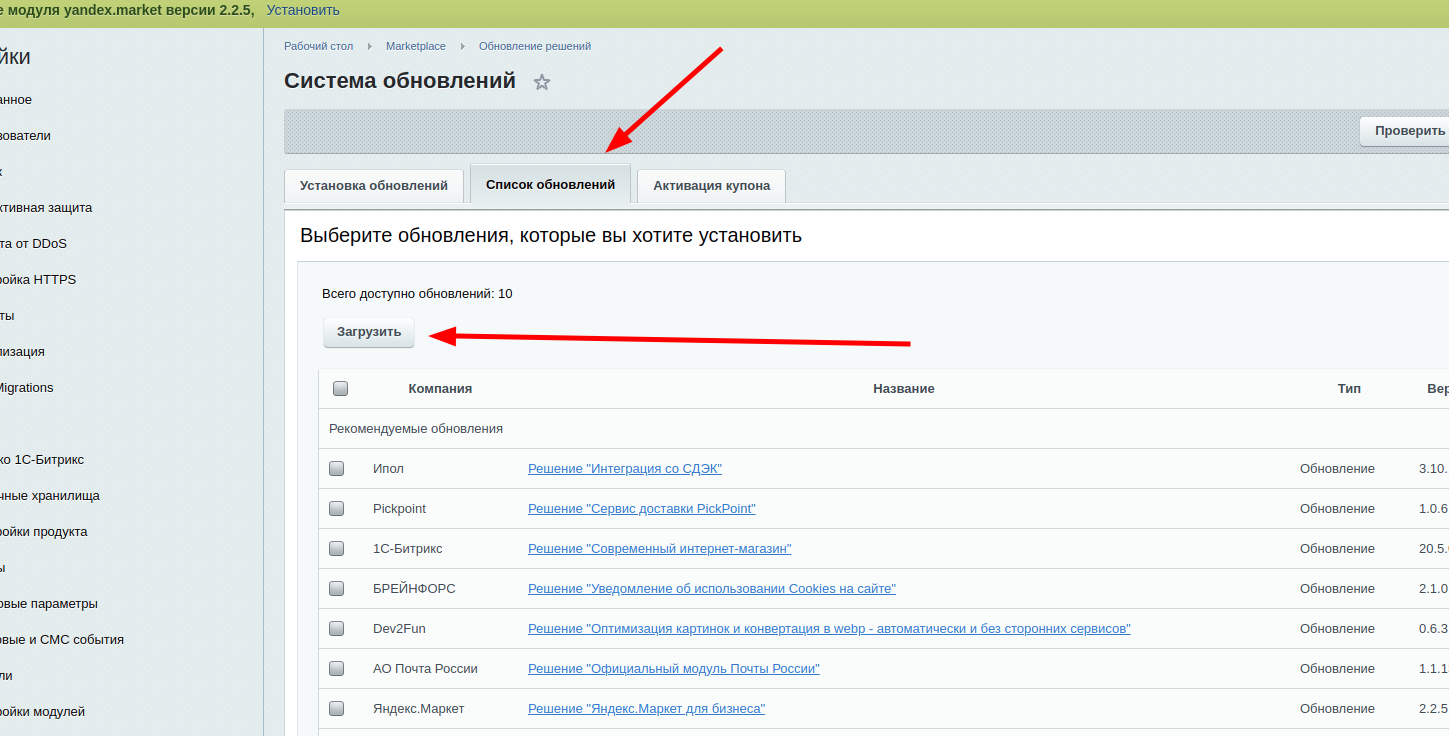 е модуля yandex.market версии 2.2.5, Установить
йки
анное
зователи
к
ктивная защита
та от DDoS
ройка HTTPS
ты
лизация
Migrations
ко 1С-Битрикс
чные хранилища
ройки продукта
ы
овые параметры
овые и СМС события
ли
ройки модулей
Рабочий стол Marketplace Обновление решений
Система обновлений
Проверить
Установка обновлений Список обновлений Активация купона
Выберите обновления, которые вы хотите установить
Всего доступно обновлений: 10
Загрузить
Компания Название Тип Вер
Рекомендуемые обновления
Ипол Решение "Интеграция со СДЭК" Обновление 3.10.
Pickpoint Решение "Сервис доставки PickPoint" Обновление 1.0.6
1С-Битрикс Решение "Современный интернет-магазин" Обновление 20.5.
БРЕЙНФОРС Решение "Уведомление об использовании Cookies на сайте" Обновление 2.1.0
Dev2Fun Решение "Оптимизация картинок и конвертация в webp - автоматически и без сторонних сервисов" Обновление 0.6.3
АО Почта России Решение "Официальный модуль Почты России" Обновление 1.1.1
Яндекс.Маркет Решение "Яндекс.Маркет для бизнеса" Обновление 2.2.5